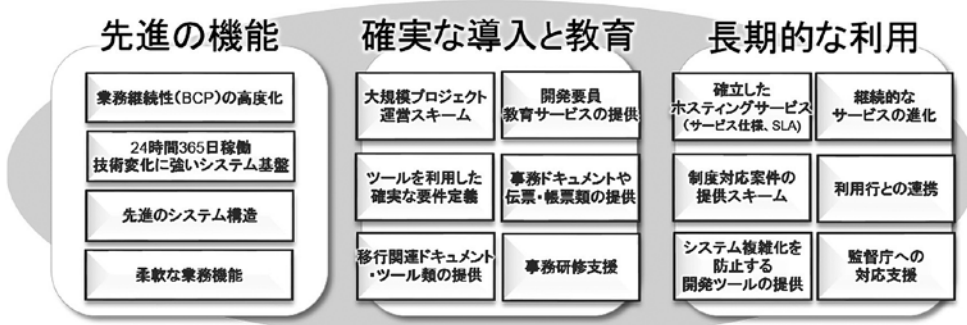 先進の機能
業務継続性(BCP)の高度化
24時間365日稼働
技術変化に強いシステム基盤
先進のシステム構造
柔軟な業務機能
確実な導入と教育
大規模プロジェクト
運営スキーム
開発要員
教育サービスの提供
ツールを利用した
確実な要件定義
事務ドキュメントや
伝票・帳票類の提供
移行関連ドキュメント
・ツール類の提供
事務研修支援
長期的な利用
確立した
ホスティングサービス
(サービス仕様、SLA)
継続的な
サービスの進化
制度対応案件の
提供スキーム
利用行との連携
システム複雑化を
防止する
開発ツールの提供
監督庁への
対応支援